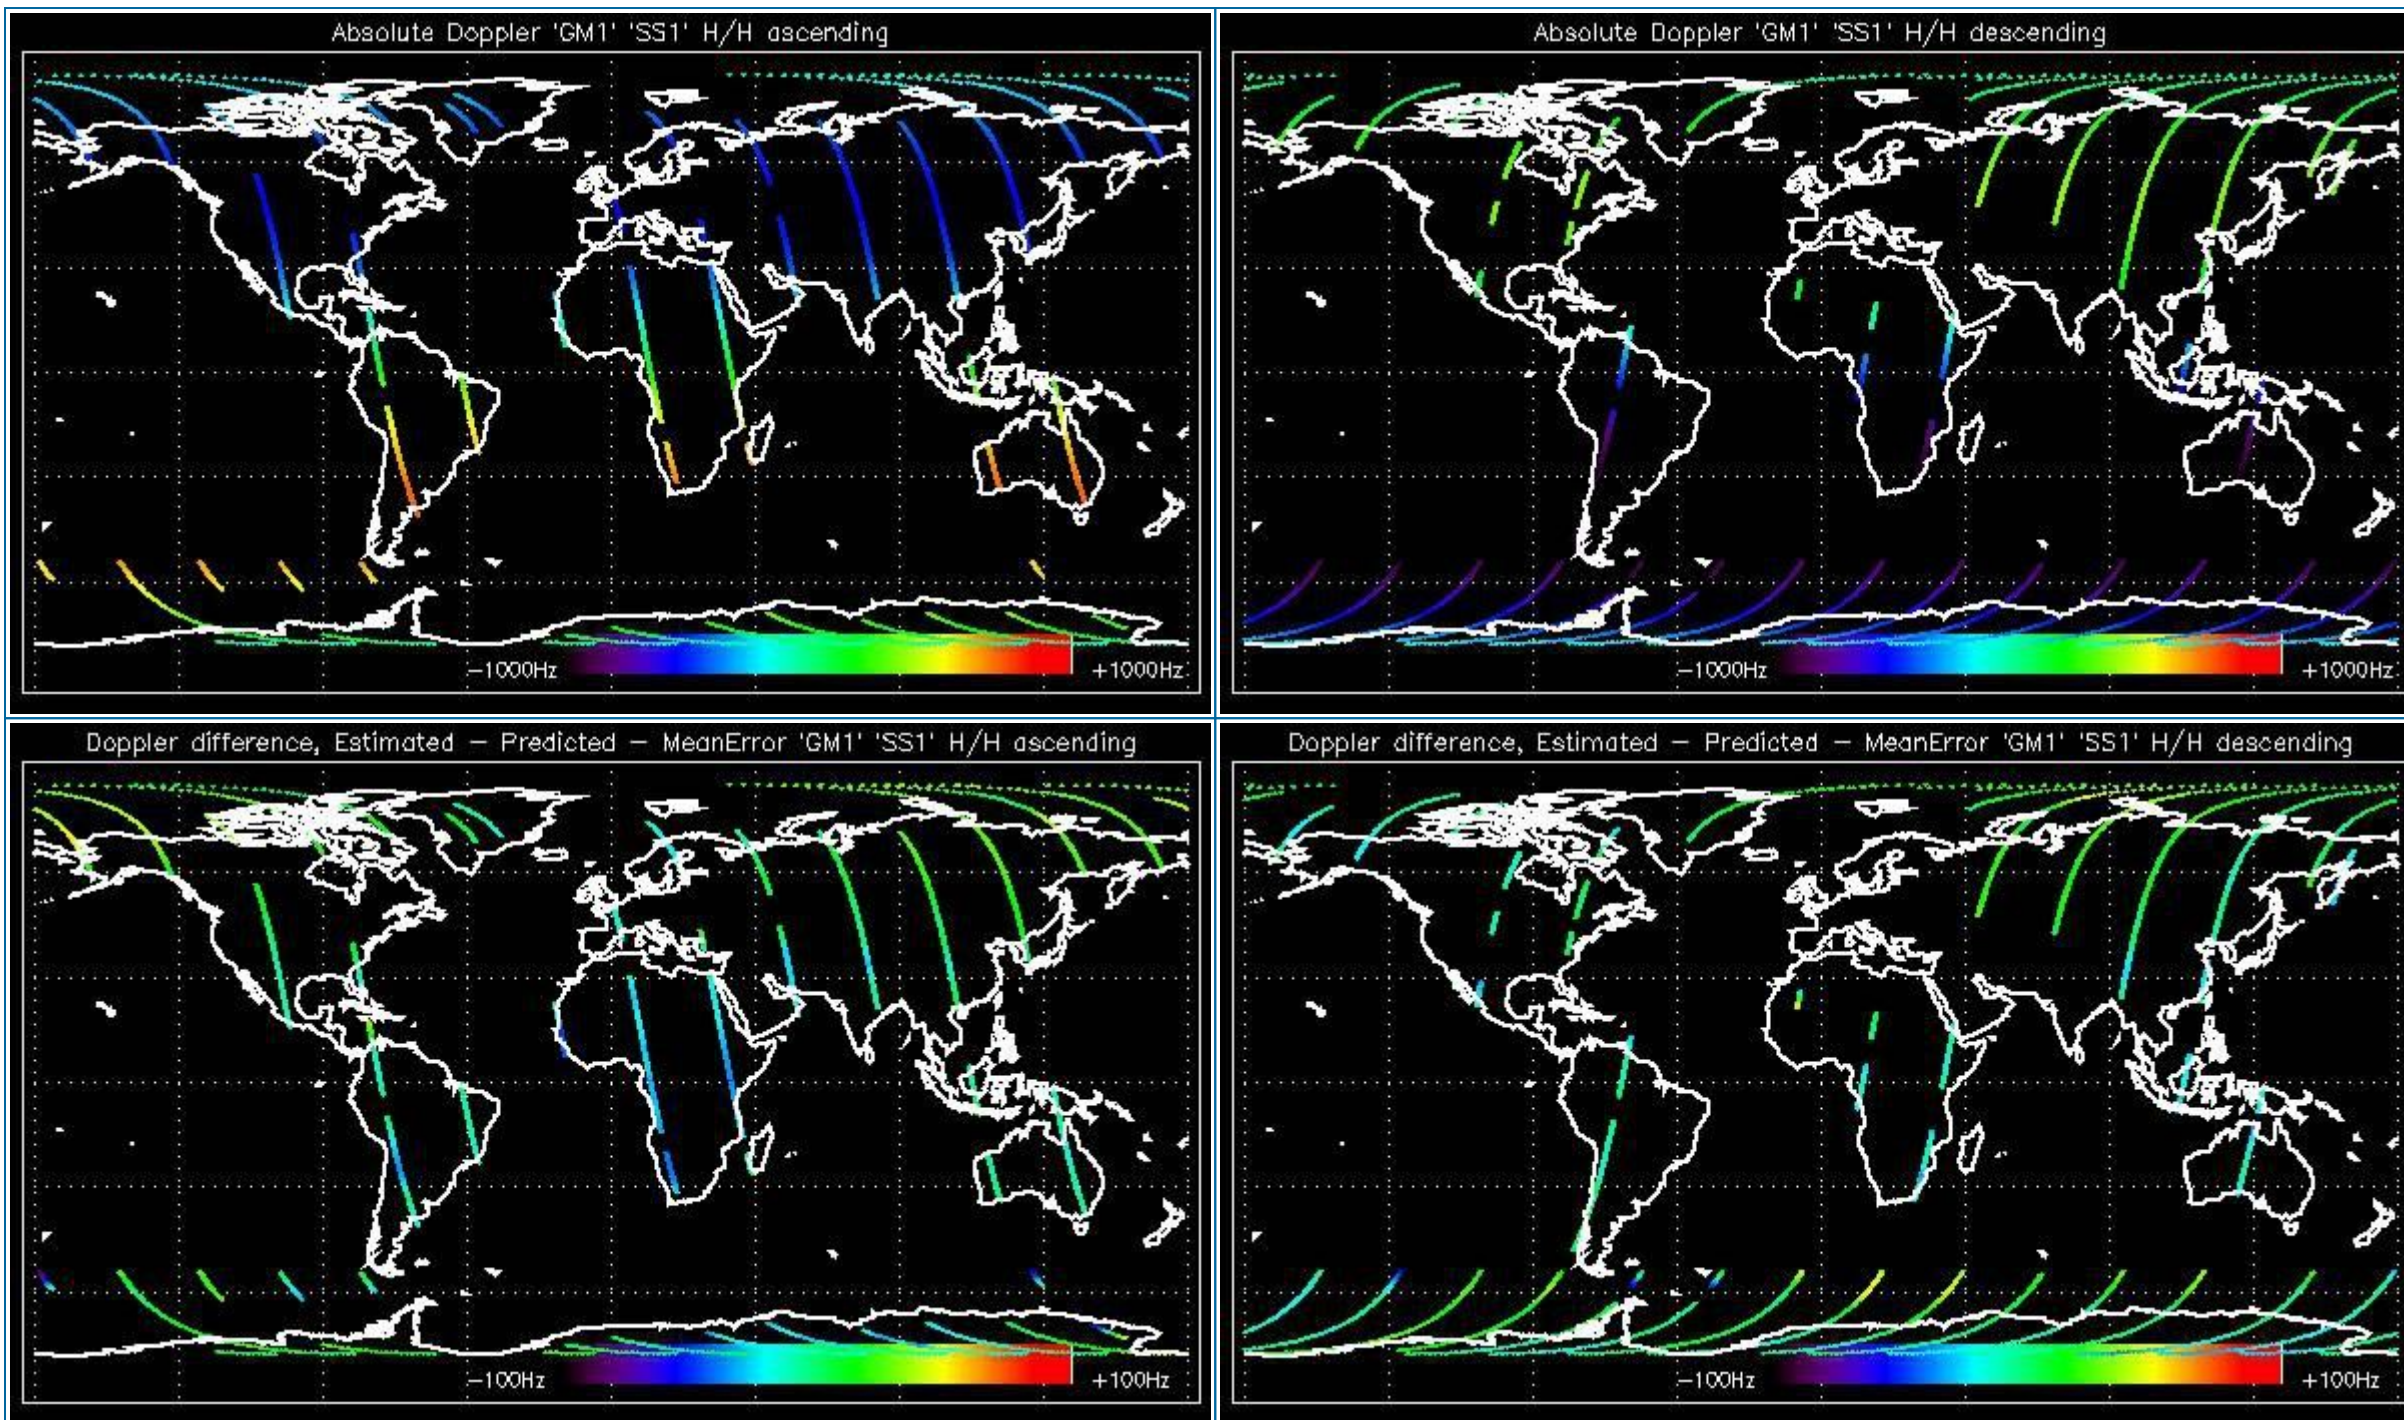 Absolute Doppler 'GM1' 'SS1' H/H ascending
−1000Hz
+1000Hz
Absolute Doppler 'GM1' 'SS1' H/H descending
−1000Hz
+1000Hz
Doppler difference, Estimated − Predicted − MeanError 'GM1' 'SS1' H/H ascending
−100Hz
+100Hz
Doppler difference, Estimated − Predicted − MeanError 'GM1' 'SS1' H/H descending
−100Hz
+100Hz